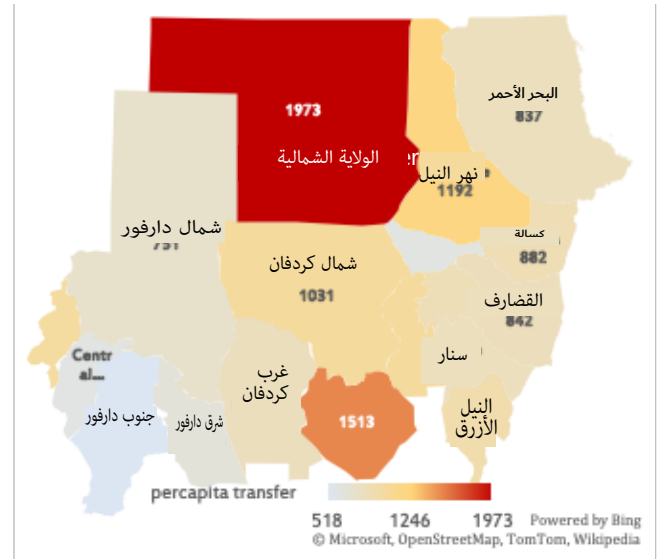 البحر الأحمر
837
1973
الولاية الشمالية
نهر النيل
1192
شمال دارفور
751
كسالة
882
شمال كردفان
1031
القضارف
842
سنار
Centr
al...
غرب
كردفان
جنوب دارفور
شرق دارفور
1513
النيل
الأزرق
percapita transfer
518 1246 1973
Powered by Bing
© Microsoft, OpenStreetMap, TomTom, Wikipedia